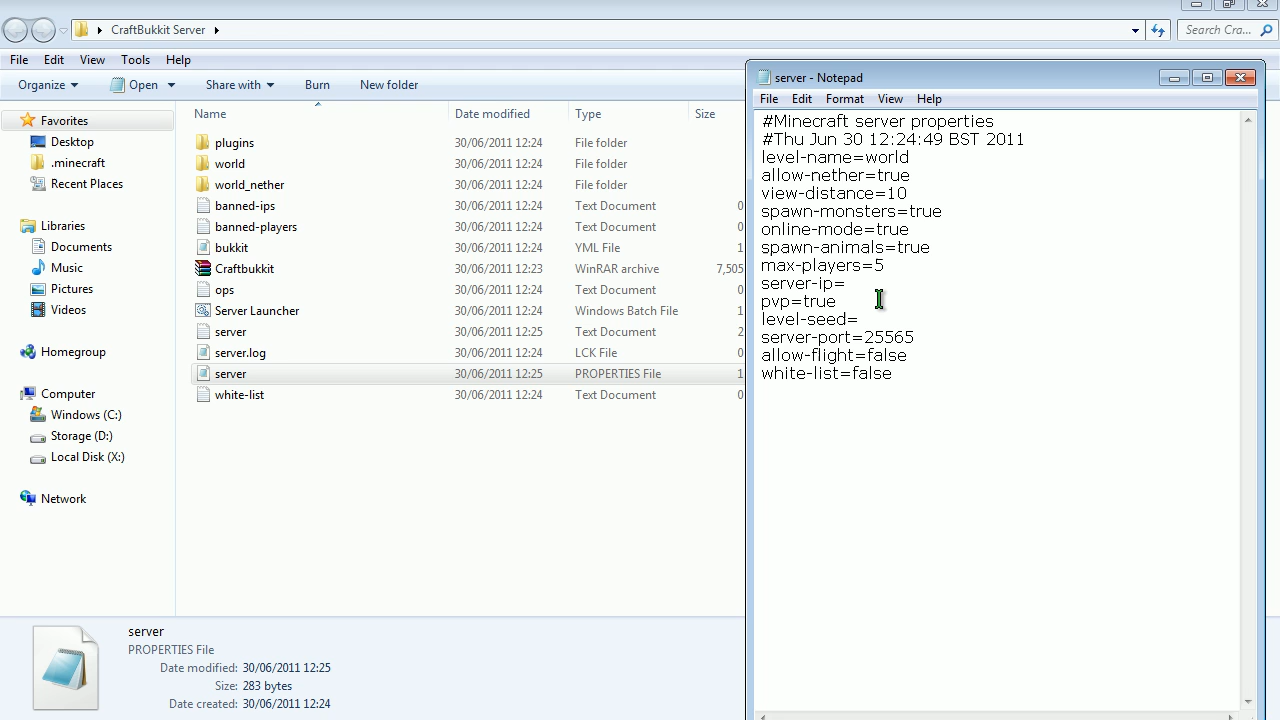 CraftBukkit Server
Search Cra...
File Edit View Tools Help
Organize Open Share with Burn New folder
Favorites
Desktop
.minecraft
Recent Places
Libraries
Documents
Music
Pictures
Videos
Homegroup
Computer
Windows (C:)
Storage (D:)
Local Disk (X:)
Network
Name Date modified Type Size
plugins 30/06/2011 12:24 File folder
world 30/06/2011 12:24 File folder
world_nether 30/06/2011 12:24 File folder
banned-ips 30/06/2011 12:24 Text Document 0
banned-players 30/06/2011 12:24 Text Document 0
bukkit 30/06/2011 12:24 YML File 1
Craftbukkit 30/06/2011 12:23 WinRAR archive 7,505
ops 30/06/2011 12:24 Text Document 0
Server Launcher 30/06/2011 12:24 Windows Batch File 1
server 30/06/2011 12:25 Text Document 2
server.log 30/06/2011 12:24 LCK File 0
server 30/06/2011 12:25 PROPERTIES File 1
white-list 30/06/2011 12:24 Text Document 0
server - Notepad
File Edit Format View Help
#Minecraft server properties
#Thu Jun 30 12:24:49 BST 2011
level-name=world
allow-nether=true
view-distance=10
spawn-monsters=true
online-mode=true
spawn-animals=true
max-players=5
server-ip=
pvp=true
level-seed=
server-port=25565
allow-flight=false
white-list=false
server
PROPERTIES File
Date modified: 30/06/2011 12:25
Size: 283 bytes
Date created: 30/06/2011 12:24